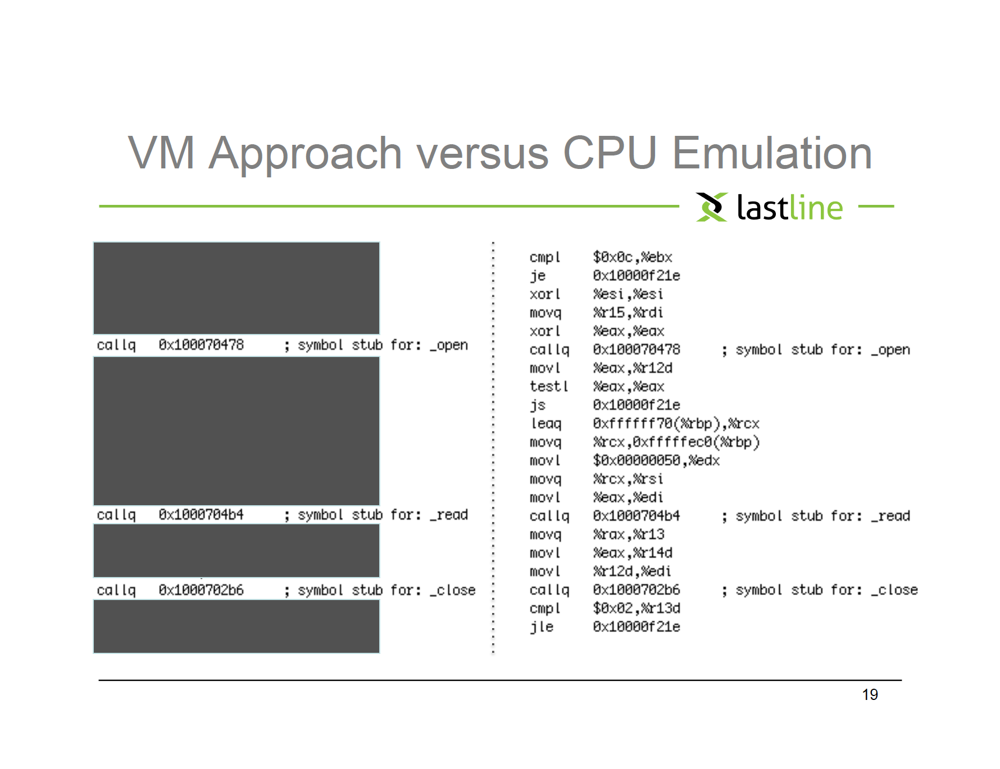 VM Approach versus CPU Emulation
lastline
callq 0x100070478 ; symbol stub for: _open
callq 0x1000704b4 ; symbol stub for: _read
callq 0x1000702b6 ; symbol stub for: _close
cmpl $0x0c,%ebx
je 0x10000f21e
xorl %esi,%esi
movq %r15,%rdi
xorl %eax,%eax
callq 0x100070478 ; symbol stub for: _open
movl %eax,%r12d
testl %eax,%eax
js 0x10000f21e
leaq 0xffffff70(%rbp),%rcx
movq %rcx,0xfffffec0(%rbp)
movl $0x00000050,%edx
movq %rcx,%rsi
movl %eax,%edi
callq 0x1000704b4 ; symbol stub for: _read
movq %rax,%r13
movl %eax,%r14d
movl %r12d,%edi
callq 0x1000702b6 ; symbol stub for: _close
cmpl $0x02,%r13d
jle 0x10000f21e
19